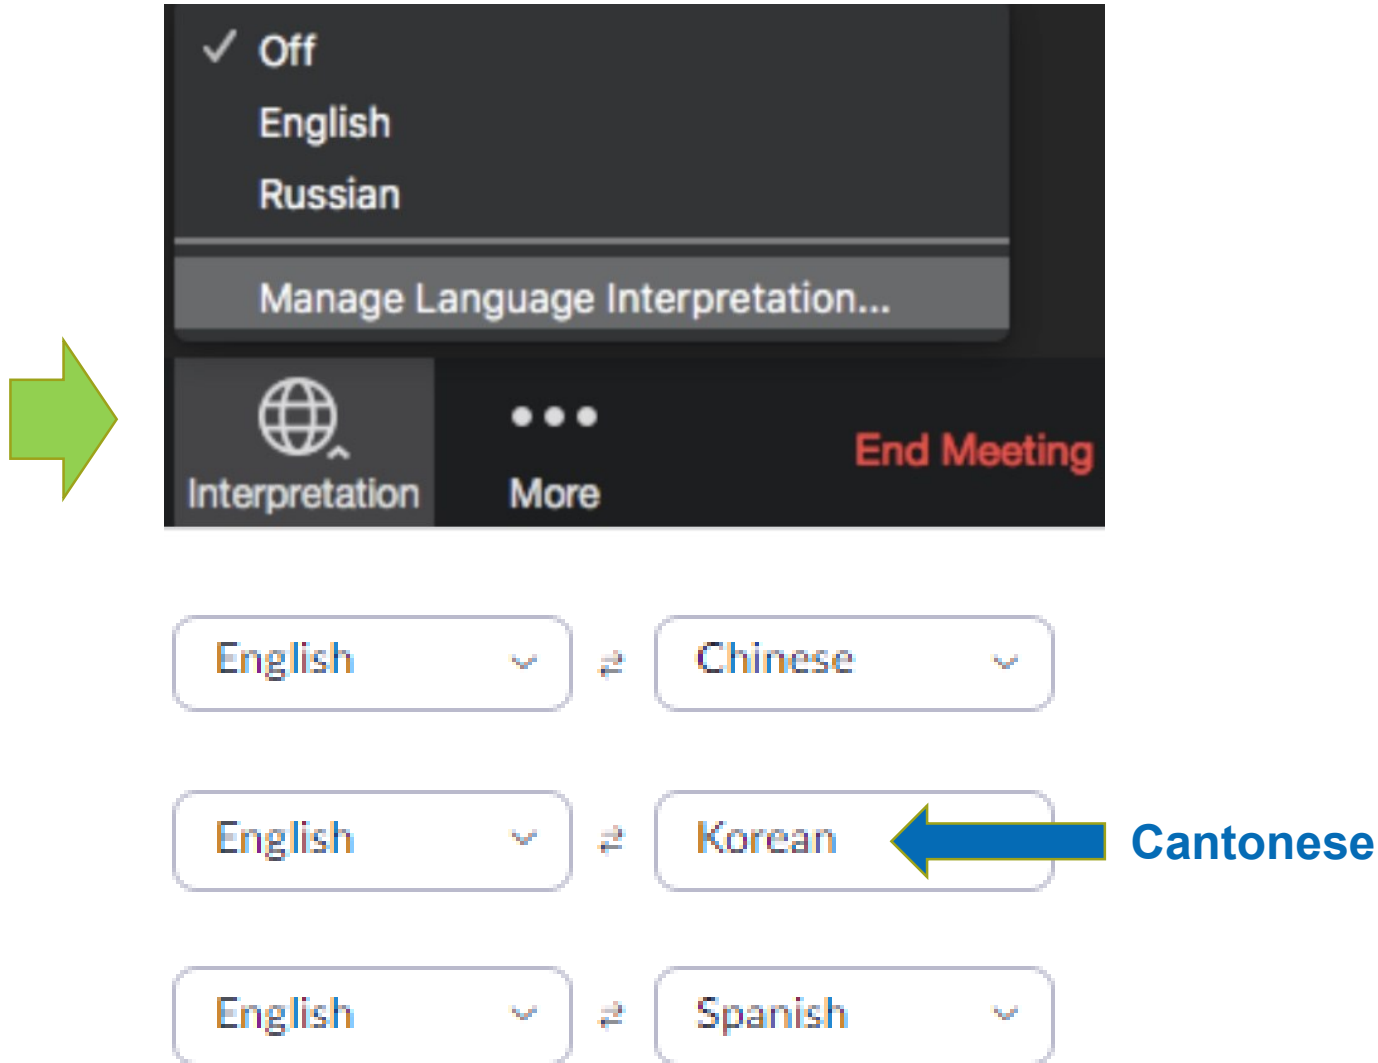 Off
English
Russian
Manage Language Interpretation...
Interpretation
More
End Meeting
English
Chinese
English
Korean
Cantonese
English
Spanish